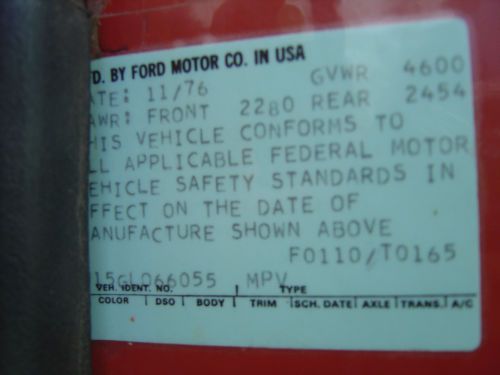 FD. BY FORD MOTOR CO. IN USA
ATE: 11/76 GVWR 4600
AWR: FRONT 2280 REAR 2454
HIS VEHICLE CONFORMS TO
LL APPLICABLE FEDERAL MOTOR
EHICLE SAFETY STANDARDS IN
FFECT ON THE DATE OF
ANUFACTURE SHOWN ABOVE
F0110/T0165
15GL066055 MPV
VEH. IDENT. NO. TYPE
COLOR DSO BODY TRIM SCH. DATE AXLE TRANS. A/C